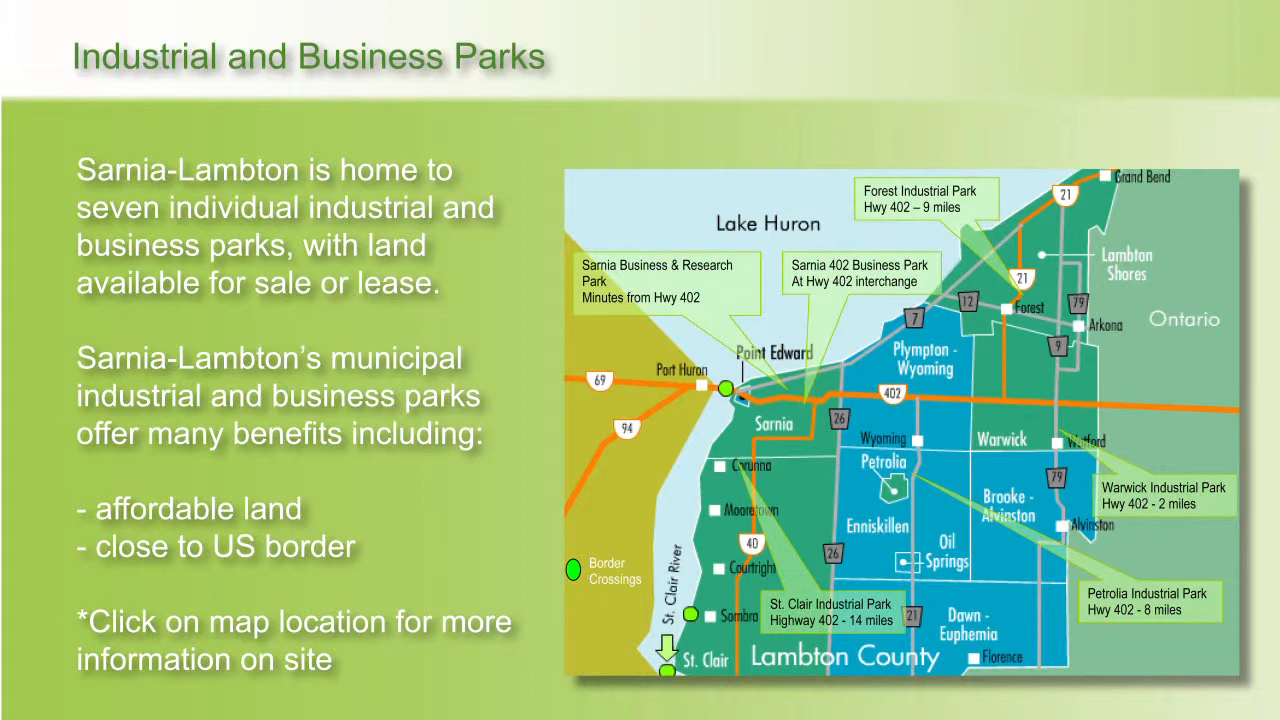 Industrial and Business Parks
Sarnia-Lambton is home to
seven individual industrial and
business parks, with land
available for sale or lease.
Sarnia-Lambton’s municipal
industrial and business parks
offer many benefits including:
- affordable land
- close to US border
*Click on map location for more
information on site
Grand Bend
21
Forest Industrial Park
Hwy 402 – 9 miles
Lake Huron
Sarnia Business & Research
Park
Minutes from Hwy 402
Sarnia 402 Business Park
At Hwy 402 interchange
Lambton
Shores
21
12
79
Forest
7
Arkona
Ontario
9
Point Edward
Plympton -
Wyoming
Port Huron
69
402
94
Sarnia
26
Wyoming
Warwick
Watford
Corunna
Petrolia
79
Warwick Industrial Park
Hwy 402 - 2 miles
Brooke -
Alvinston
Mooretown
Enniskillen
Alvinston
40
26
Oil
Springs
Border
Crossings
Courtright
St. Clair River
Petrolia Industrial Park
Hwy 402 - 8 miles
St. Clair Industrial Park
Highway 402 - 14 miles
Sombra
21
Dawn -
Euphemia
St. Clair
Lambton County
Florence